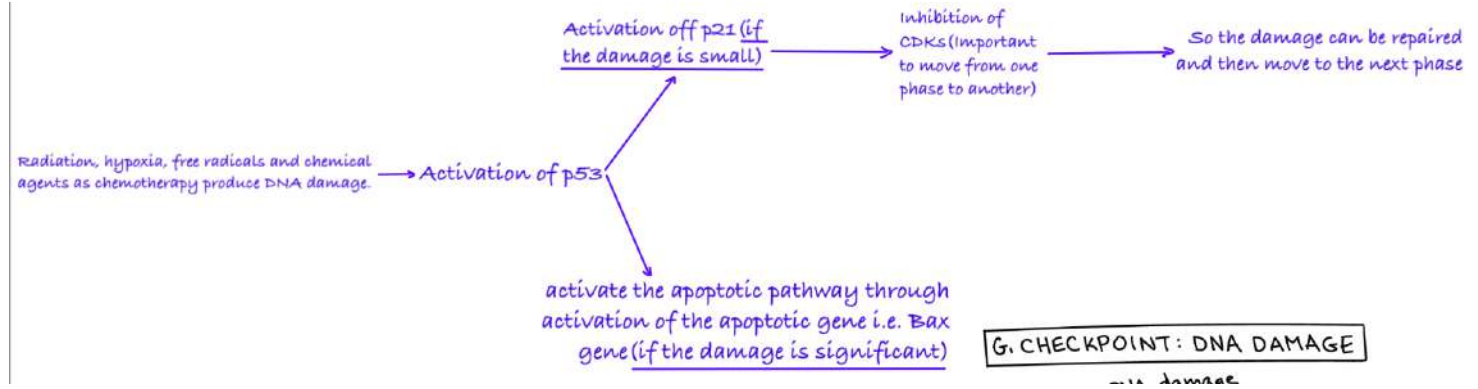 Activation off p21(if
the damage is small)
Inhibition of
CDKs(Important
to move from one
phase to another)
So the damage can be repaired
and then move to the next phase
Radiation, hypoxia, free radicals and chemical
agents as chemotherapy produce DNA damage.
Activation of p53
activate the apoptotic pathway through
activation of the apoptotic gene i.e. Bax
gene(if the damage is significant)
G₁ CHECKPOINT: DNA DAMAGE
DNA damage